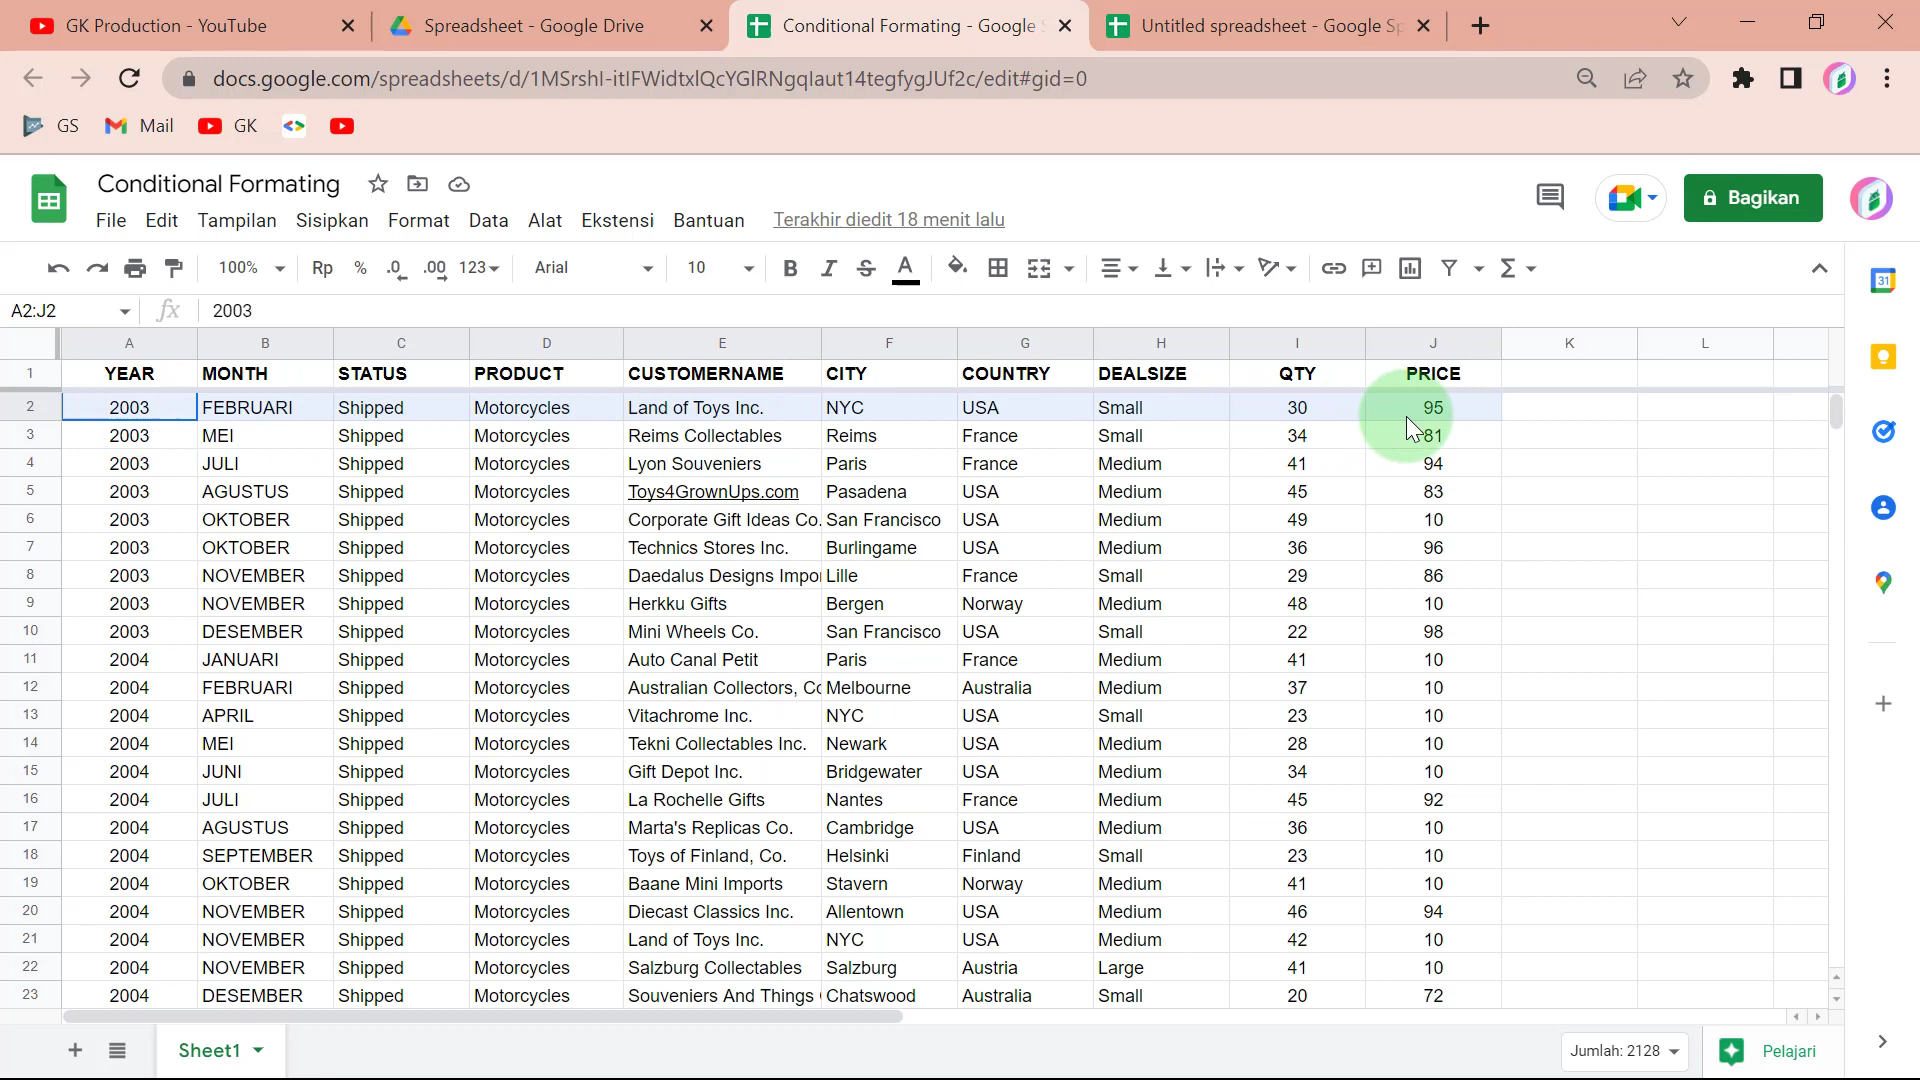 GK Production - YouTube
Spreadsheet - Google Drive
Conditional Formating - Google S
Untitled spreadsheet - Google Sp
docs.google.com/spreadsheets/d/1MSrshI-itIFWidtxlQcYGlRNgqIaut14tegfygJUf2c/edit#gid=0
GS Mail GK
Conditional Formating
File Edit Tampilan Sisipkan Format Data Alat Ekstensi Bantuan Terakhir diedit 18 menit lalu
Bagikan
100% Rp % .0 .00 123 Arial 10 B I S A
31
A2:J2 fx 2003
A B C D E F G H I J K L
1 YEAR MONTH STATUS PRODUCT CUSTOMERNAME CITY COUNTRY DEALSIZE QTY PRICE
2 2003 FEBRUARI Shipped Motorcycles Land of Toys Inc. NYC USA Small 30 95
3 2003 MEI Shipped Motorcycles Reims Collectables Reims France Small 34 81
4 2003 JULI Shipped Motorcycles Lyon Souveniers Paris France Medium 41 94
5 2003 AGUSTUS Shipped Motorcycles Toys4GrownUps.com Pasadena USA Medium 45 83
6 2003 OKTOBER Shipped Motorcycles Corporate Gift Ideas Co. San Francisco USA Medium 49 10
7 2003 OKTOBER Shipped Motorcycles Technics Stores Inc. Burlingame USA Medium 36 96
8 2003 NOVEMBER Shipped Motorcycles Daedalus Designs Impor Lille France Small 29 86
9 2003 NOVEMBER Shipped Motorcycles Herkku Gifts Bergen Norway Medium 48 10
10 2003 DESEMBER Shipped Motorcycles Mini Wheels Co. San Francisco USA Small 22 98
11 2004 JANUARI Shipped Motorcycles Auto Canal Petit Paris France Medium 41 10
12 2004 FEBRUARI Shipped Motorcycles Australian Collectors, Co Melbourne Australia Medium 37 10
13 2004 APRIL Shipped Motorcycles Vitachrome Inc. NYC USA Small 23 10
14 2004 MEI Shipped Motorcycles Tekni Collectables Inc. Newark USA Medium 28 10
15 2004 JUNI Shipped Motorcycles Gift Depot Inc. Bridgewater USA Medium 34 10
16 2004 JULI Shipped Motorcycles La Rochelle Gifts Nantes France Medium 45 92
17 2004 AGUSTUS Shipped Motorcycles Marta's Replicas Co. Cambridge USA Medium 36 10
18 2004 SEPTEMBER Shipped Motorcycles Toys of Finland, Co. Helsinki Finland Small 23 10
19 2004 OKTOBER Shipped Motorcycles Baane Mini Imports Stavern Norway Medium 41 10
20 2004 NOVEMBER Shipped Motorcycles Diecast Classics Inc. Allentown USA Medium 46 94
21 2004 NOVEMBER Shipped Motorcycles Land of Toys Inc. NYC USA Medium 42 10
22 2004 NOVEMBER Shipped Motorcycles Salzburg Collectables Salzburg Austria Large 41 10
23 2004 DESEMBER Shipped Motorcycles Souveniers And Things Chatswood Australia Small 20 72
Sheet1 Jumlah: 2128 Pelajari